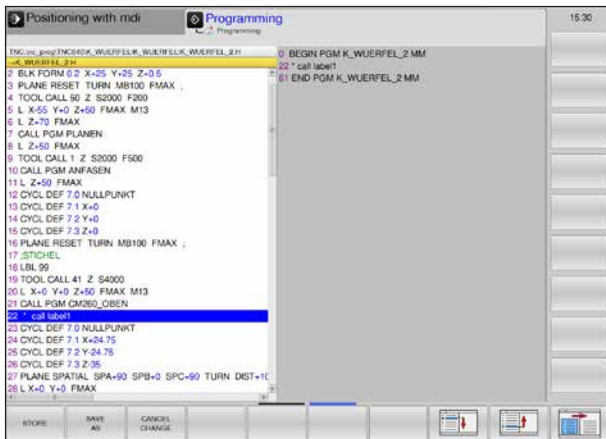 Positioning with mdi
Programming
Programming
15:30
TNC:\nc_prog\TNC640\K_WUERFEL\K_WUERFEL\K_WUERFEL_2.H
→K_WUERFEL_2.H
2 BLK FORM 0.2 X+25 Y+25 Z+0.5
3 PLANE RESET TURN MB100 FMAX ;
4 TOOL CALL 50 Z S2000 F200
5 L X-55 Y+0 Z+50 FMAX M13
6 L Z+70 FMAX
7 CALL PGM PLANEN
8 L Z+50 FMAX
9 TOOL CALL 1 Z S2000 F500
10 CALL PGM ANFASEN
11 L Z+50 FMAX
12 CYCL DEF 7.0 NULLPUNKT
13 CYCL DEF 7.1 X+0
14 CYCL DEF 7.2 Y+0
15 CYCL DEF 7.3 Z+0
16 PLANE RESET TURN MB100 FMAX ;
17 ;STICHEL
18 LBL 99
19 TOOL CALL 41 Z S4000
20 L X+0 Y+0 Z+50 FMAX M13
21 CALL PGM CM260_OBEN
22 * call label1
23 CYCL DEF 7.0 NULLPUNKT
24 CYCL DEF 7.1 X+24.75
25 CYCL DEF 7.2 Y-24.75
26 CYCL DEF 7.3 Z-35
27 PLANE SPATIAL SPA+90 SPB+0 SPC+90 TURN DIST+10
28 L X+0 Y+0 FMAX
0 BEGIN PGM K_WUERFEL_2 MM
22 * call label1
61 END PGM K_WUERFEL_2 MM
STORE
SAVE AS
CANCEL CHANGE